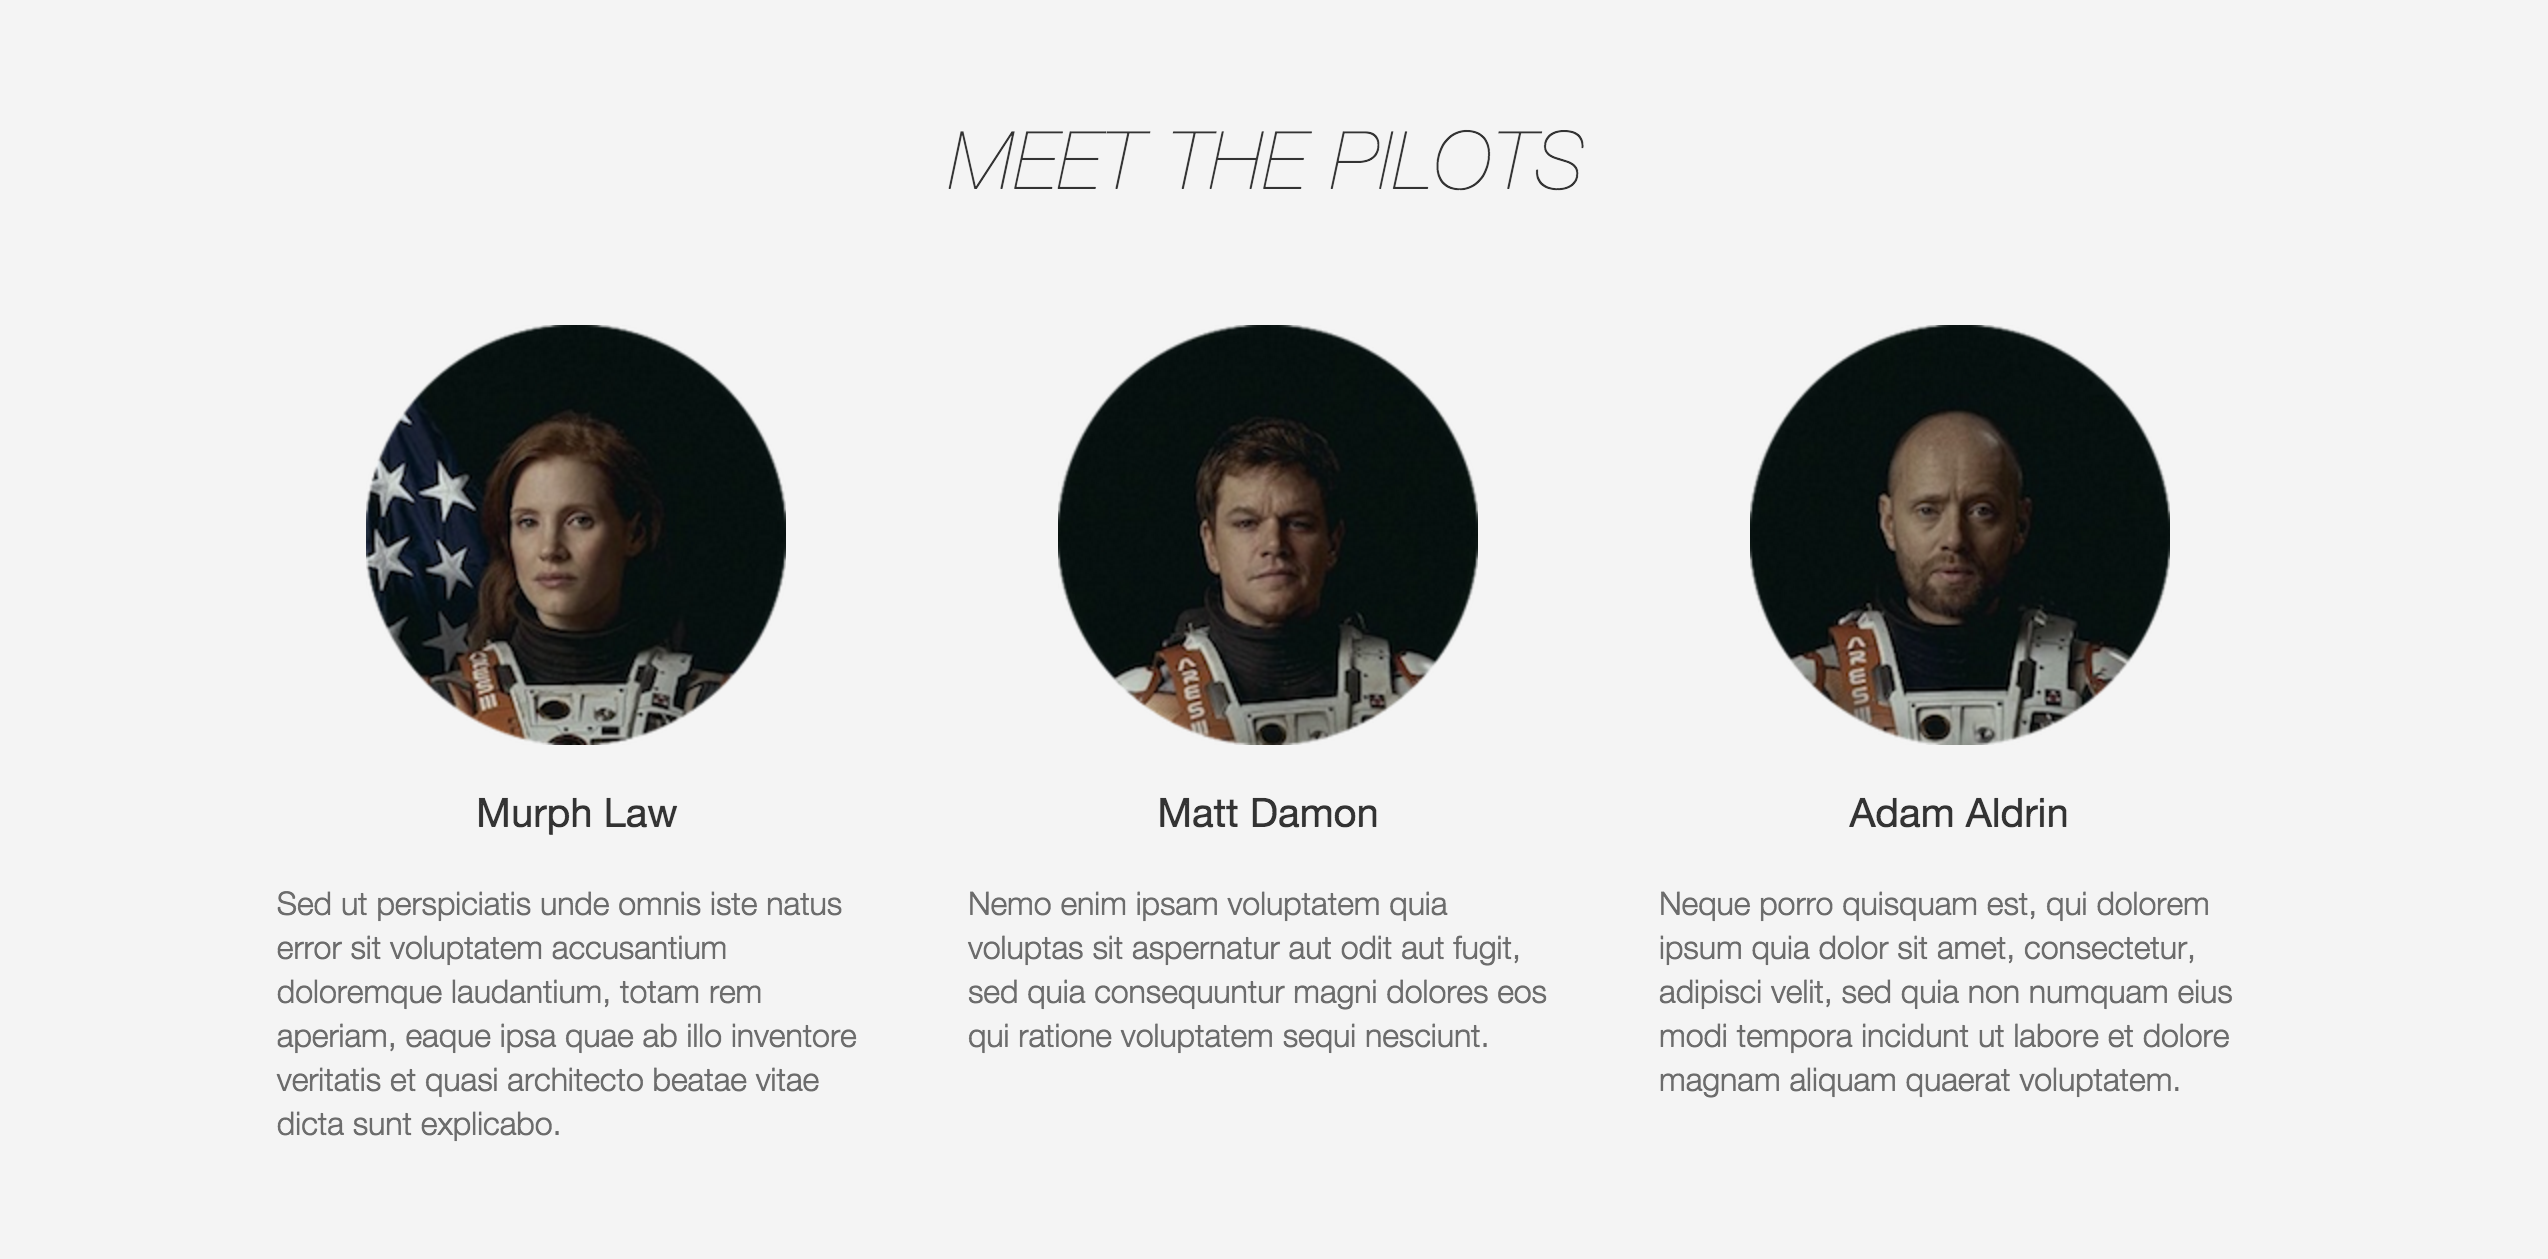 MEET THE PILOTS
ARES III
ARES III
ARES III
Murph Law
Matt Damon
Adam Aldrin
Sed ut perspiciatis unde omnis iste natus
error sit voluptatem accusantium
doloremque laudantium, totam rem
aperiam, eaque ipsa quae ab illo inventore
veritatis et quasi architecto beatae vitae
dicta sunt explicabo.
Nemo enim ipsam voluptatem quia
voluptas sit aspernatur aut odit aut fugit,
sed quia consequuntur magni dolores eos
qui ratione voluptatem sequi nesciunt.
Neque porro quisquam est, qui dolorem
ipsum quia dolor sit amet, consectetur,
adipisci velit, sed quia non numquam eius
modi tempora incidunt ut labore et dolore
magnam aliquam quaerat voluptatem.